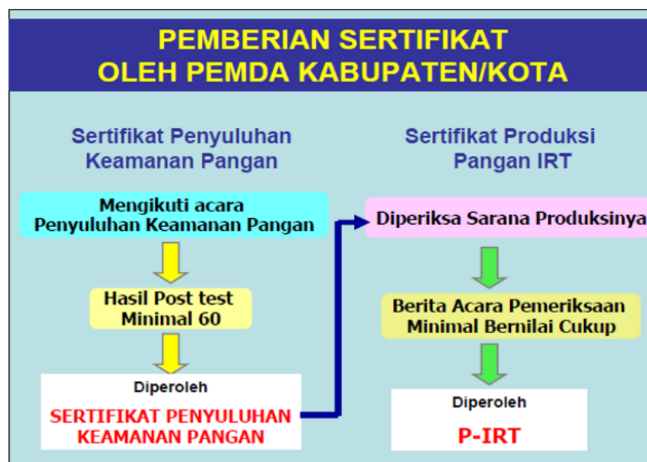 PEMBERIAN SERTIFIKAT
OLEH PEMDA KABUPATEN/KOTA
Sertifikat Penyuluhan
Keamanan Pangan
Mengikuti acara
Penyuluhan Keamanan Pangan
Hasil Post test
Minimal 60
Diperoleh
SERTIFIKAT PENYULUHAN
KEAMANAN PANGAN
Sertifikat Produksi
Pangan IRT
Diperiksa Sarana Produksinya
Berita Acara Pemeriksaan
Minimal Bernilai Cukup
Diperoleh
P-IRT